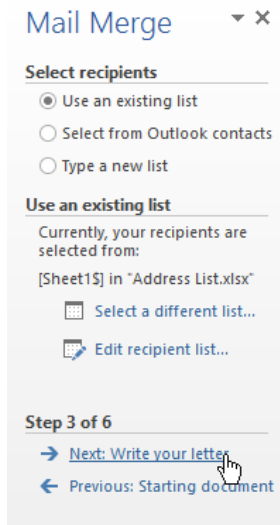 Mail Merge
Select recipients
Use an existing list
Select from Outlook contacts
Type a new list
Use an existing list
Currently, your recipients are
selected from:
[Sheet1$] in "Address List.xlsx"
Select a different list...
Edit recipient list...
Step 3 of 6
Next: Write your letter
Previous: Starting document